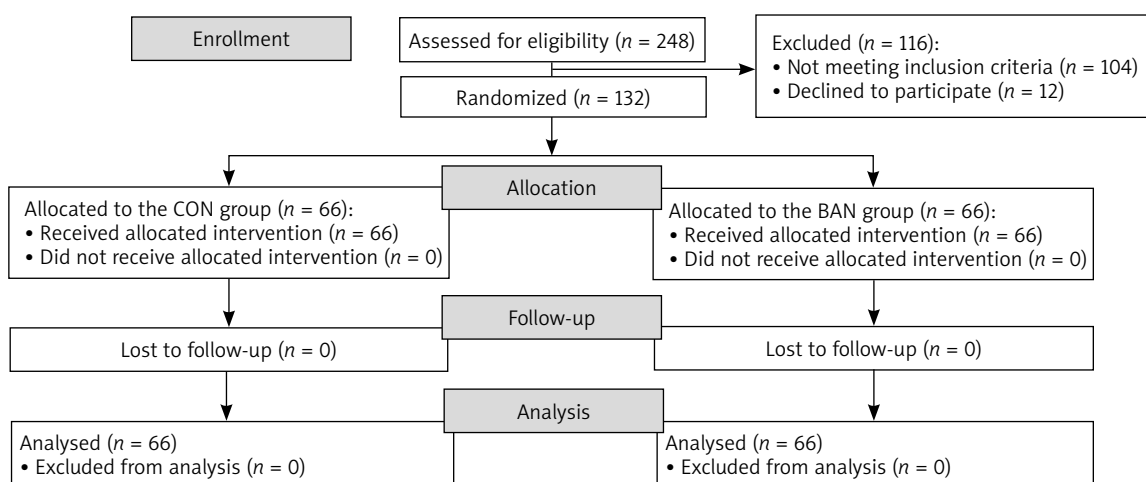 Enrollment
Assessed for eligibility (n = 248)
Excluded (n = 116):
• Not meeting inclusion criteria (n = 104)
• Declined to participate (n = 12)
Randomized (n = 132)
Allocation
Allocated to the CON group (n = 66):
• Received allocated intervention (n = 66)
• Did not receive allocated intervention (n = 0)
Allocated to the BAN group (n = 66):
• Received allocated intervention (n = 66)
• Did not receive allocated intervention (n = 0)
Follow-up
Lost to follow-up (n = 0)
Lost to follow-up (n = 0)
Analysis
Analysed (n = 66)
• Excluded from analysis (n = 0)
Analysed (n = 66)
• Excluded from analysis (n = 0)